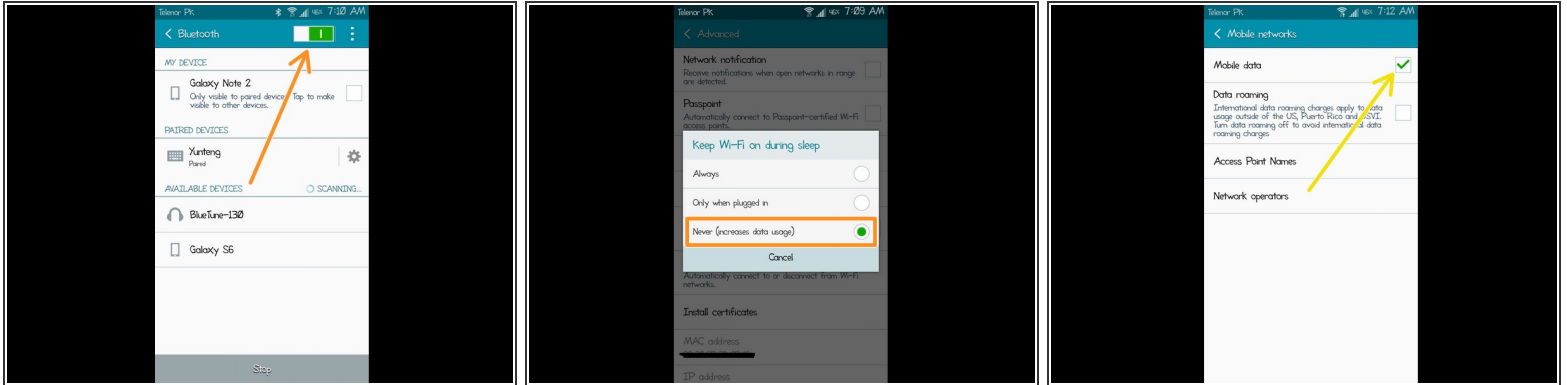 Telenor PK 46% 7:10 AM
Bluetooth
MY DEVICE
Galaxy Note 2
Only visible to paired devices. Tap to make
visible to other devices.
PAIRED DEVICES
Yunteng
Paired
AVAILABLE DEVICES SCANNING...
BlueTune-130
Galaxy S6
Stop
Telenor PK 46% 7:09 AM
Advanced
Network notification
Receive notifications when open networks in range
are detected.
Passpoint
Automatically connect to Passpoint-certified Wi-Fi
access points.
Keep Wi-Fi on during sleep
Always
Only when plugged in
Never (increases data usage)
Cancel
Automatically connect to or disconnect from Wi-Fi
networks.
Install certificates
MAC address
IP address
Telenor PK 46% 7:12 AM
Mobile networks
Mobile data
Data roaming
International data roaming charges apply to data
usage outside of the US, Puerto Rico and USVI.
Turn data roaming off to avoid international data
roaming charges
Access Point Names
Network operators